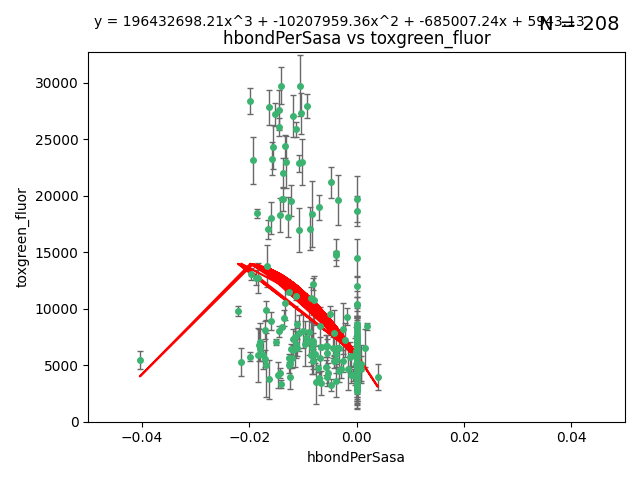 y = 196432698.21x^3 + -10207959.36x^2 + -685007.24x + 5943.13
N = 208
hbondPerSasa vs toxgreen_fluor
30000
25000
20000
15000
10000
5000
0
toxgreen_fluor
−0.04 −0.02 0.00 0.02 0.04
hbondPerSasa